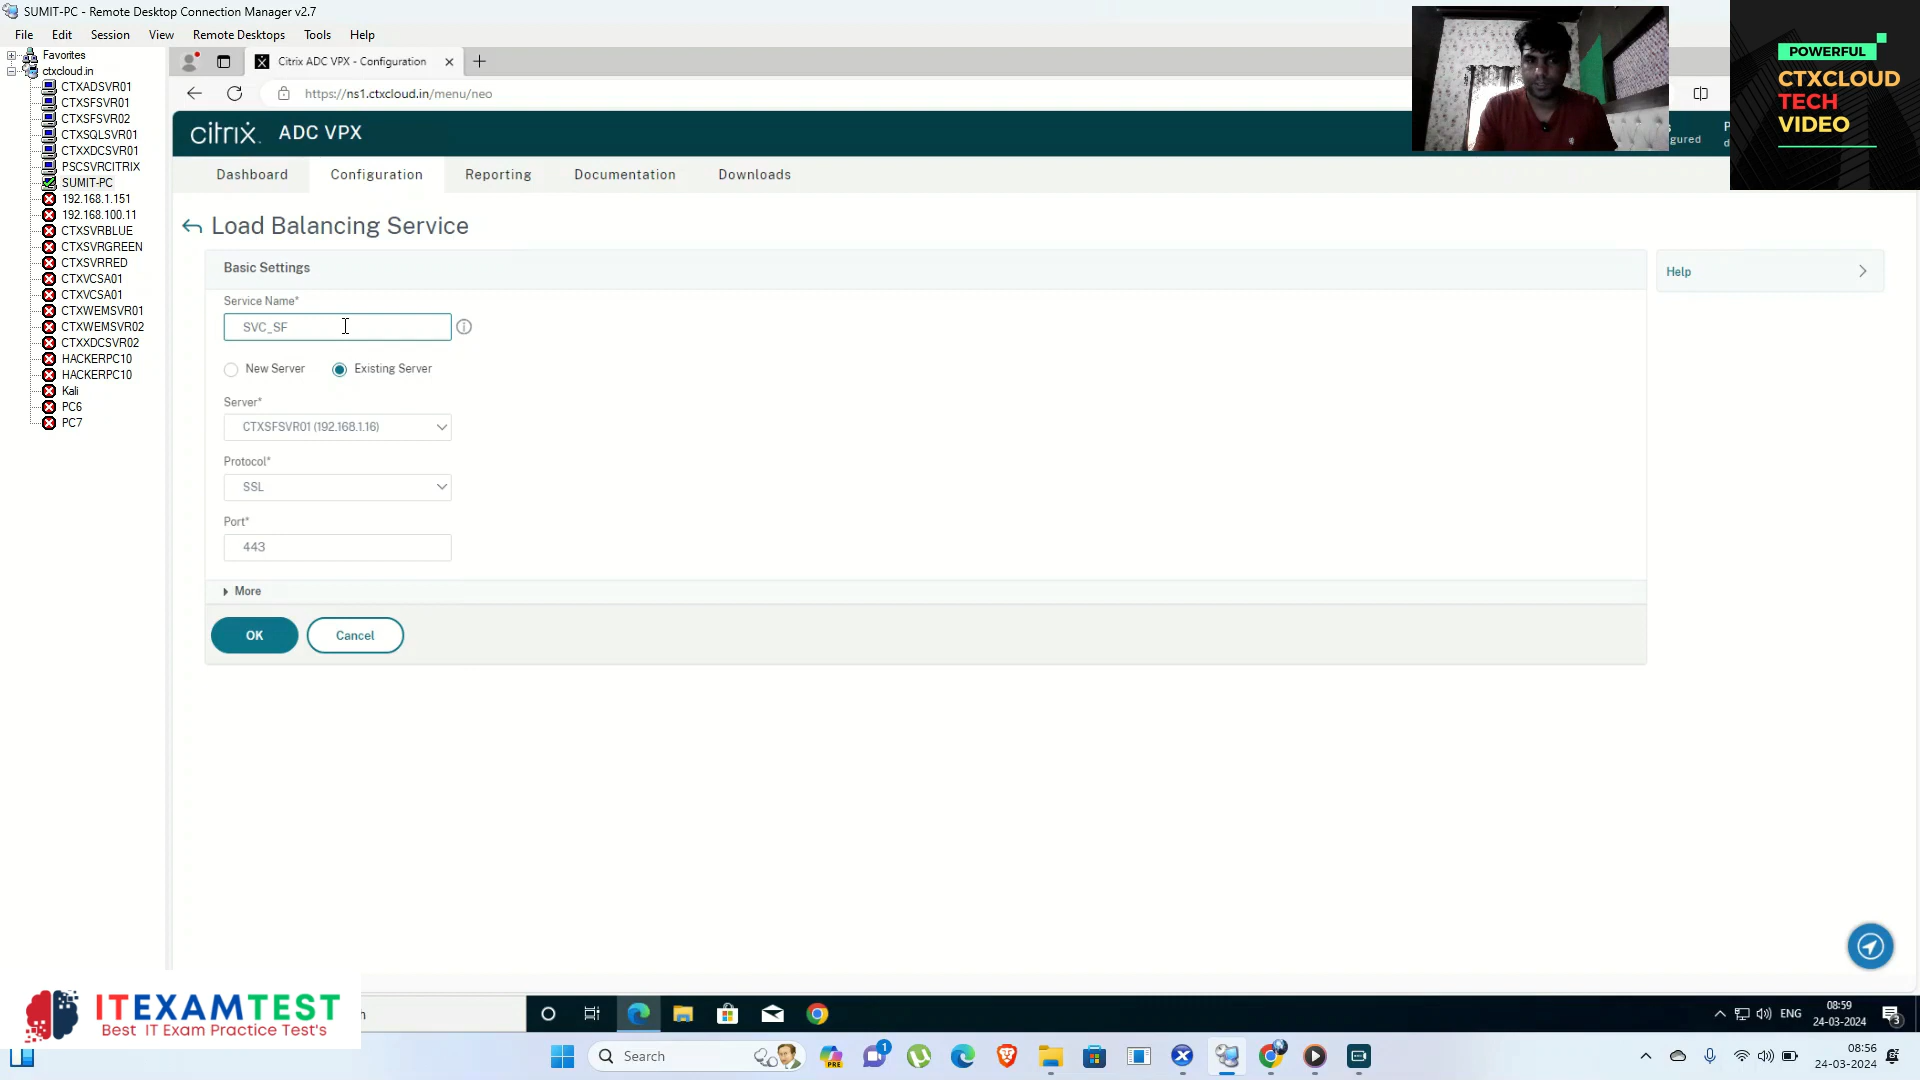 SUMIT-PC - Remote Desktop Connection Manager v2.7
File Edit Session View Remote Desktops Tools Help
Favorites
ctxcloud.in
CTXADSVR01
CTXSFSVR01
CTXSFSVR02
CTXSQLSVR01
CTXXDCSVR01
PSCSVRCITRIX
SUMIT-PC
192.168.1.151
192.168.100.11
CTXSVRBLUE
CTXSVRGREEN
CTXSVRRED
CTXVCSA01
CTXVCSA01
CTXWEMSVR01
CTXWEMSVR02
CTXXDCSVR02
HACKERPC10
HACKERPC10
Kali
PC6
PC7
Citrix ADC VPX - Configuration
https://ns1.ctxcloud.in/menu/neo
citrix. ADC VPX
gured
Dashboard Configuration Reporting Documentation Downloads
Load Balancing Service
Basic Settings
Service Name*
SVC_SF
New Server Existing Server
Server*
CTXSFSVR01 (192.168.1.16)
Protocol*
SSL
Port*
443
More
OK Cancel
Help
POWERFUL
CTXCLOUD
TECH
VIDEO
ITEXAMTEST
Best IT Exam Practice Test's
ENG
08:59
24-03-2024
3
Search
PRE
1
08:56
24-03-2024